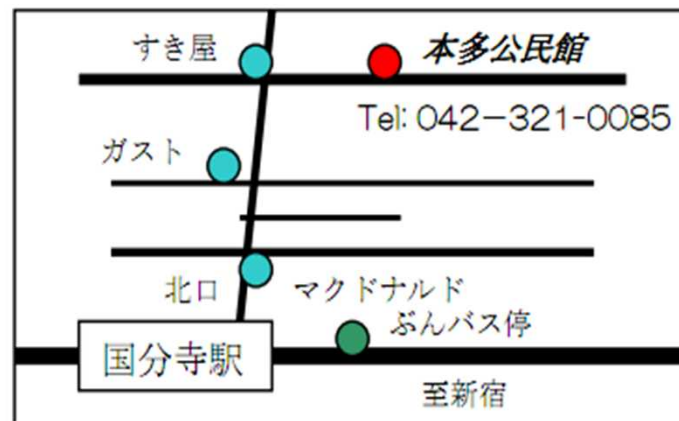 すき屋
本多公民館
Tel: 042－321-0085
ガスト
北口
マクドナルド
ぶんバス停
国分寺駅
至新宿